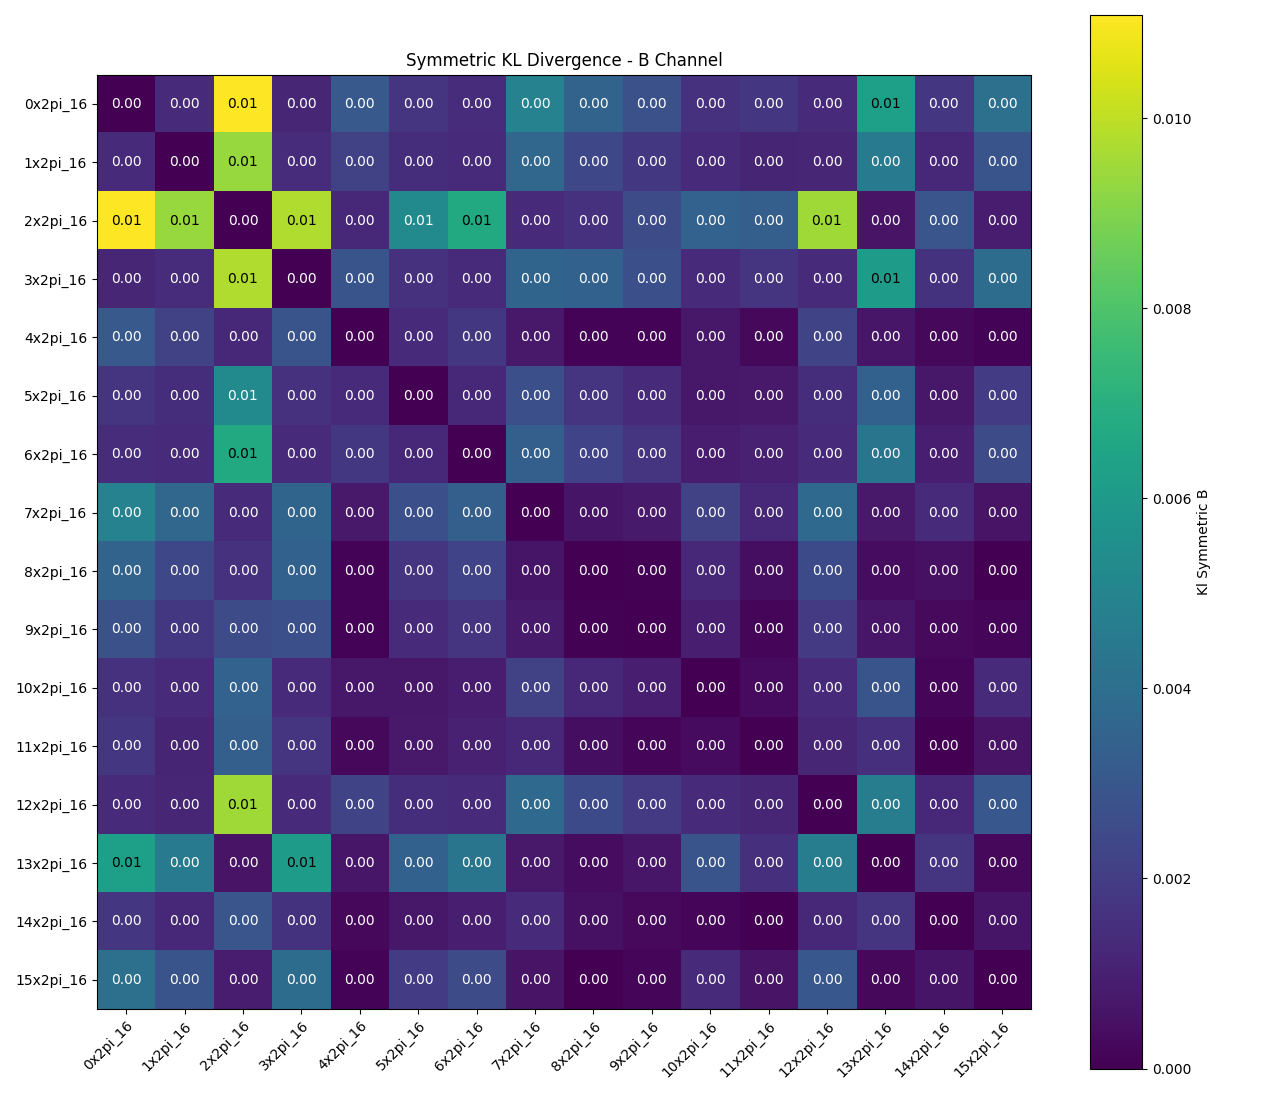 Symmetric KL Divergence - B Channel
0x2pi_16 0.00 0.00 0.01 0.00 0.00 0.00 0.00 0.00 0.00 0.00 0.00 0.00 0.00 0.01 0.00 0.00
1x2pi_16 0.00 0.00 0.01 0.00 0.00 0.00 0.00 0.00 0.00 0.00 0.00 0.00 0.00 0.00 0.00 0.00
2x2pi_16 0.01 0.01 0.00 0.01 0.00 0.01 0.01 0.00 0.00 0.00 0.00 0.00 0.01 0.00 0.00 0.00
3x2pi_16 0.00 0.00 0.01 0.00 0.00 0.00 0.00 0.00 0.00 0.00 0.00 0.00 0.00 0.01 0.00 0.00
4x2pi_16 0.00 0.00 0.00 0.00 0.00 0.00 0.00 0.00 0.00 0.00 0.00 0.00 0.00 0.00 0.00 0.00
5x2pi_16 0.00 0.00 0.01 0.00 0.00 0.00 0.00 0.00 0.00 0.00 0.00 0.00 0.00 0.00 0.00 0.00
6x2pi_16 0.00 0.00 0.01 0.00 0.00 0.00 0.00 0.00 0.00 0.00 0.00 0.00 0.00 0.00 0.00 0.00
7x2pi_16 0.00 0.00 0.00 0.00 0.00 0.00 0.00 0.00 0.00 0.00 0.00 0.00 0.00 0.00 0.00 0.00
8x2pi_16 0.00 0.00 0.00 0.00 0.00 0.00 0.00 0.00 0.00 0.00 0.00 0.00 0.00 0.00 0.00 0.00
9x2pi_16 0.00 0.00 0.00 0.00 0.00 0.00 0.00 0.00 0.00 0.00 0.00 0.00 0.00 0.00 0.00 0.00
10x2pi_16 0.00 0.00 0.00 0.00 0.00 0.00 0.00 0.00 0.00 0.00 0.00 0.00 0.00 0.00 0.00 0.00
11x2pi_16 0.00 0.00 0.00 0.00 0.00 0.00 0.00 0.00 0.00 0.00 0.00 0.00 0.00 0.00 0.00 0.00
12x2pi_16 0.00 0.00 0.01 0.00 0.00 0.00 0.00 0.00 0.00 0.00 0.00 0.00 0.00 0.00 0.00 0.00
13x2pi_16 0.01 0.00 0.00 0.01 0.00 0.00 0.00 0.00 0.00 0.00 0.00 0.00 0.00 0.00 0.00 0.00
14x2pi_16 0.00 0.00 0.00 0.00 0.00 0.00 0.00 0.00 0.00 0.00 0.00 0.00 0.00 0.00 0.00 0.00
15x2pi_16 0.00 0.00 0.00 0.00 0.00 0.00 0.00 0.00 0.00 0.00 0.00 0.00 0.00 0.00 0.00 0.00
0x2pi_16 1x2pi_16 2x2pi_16 3x2pi_16 4x2pi_16 5x2pi_16 6x2pi_16 7x2pi_16 8x2pi_16 9x2pi_16 10x2pi_16 11x2pi_16 12x2pi_16 13x2pi_16 14x2pi_16 15x2pi_16
0.010
0.008
0.006
0.004
0.002
0.000
Kl Symmetric B